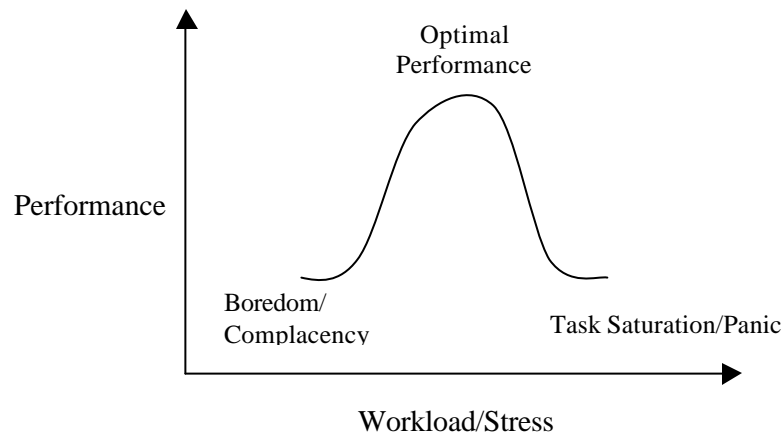 Optimal
Performance
Performance
Boredom/
Complacency
Task Saturation/Panic
Workload/Stress